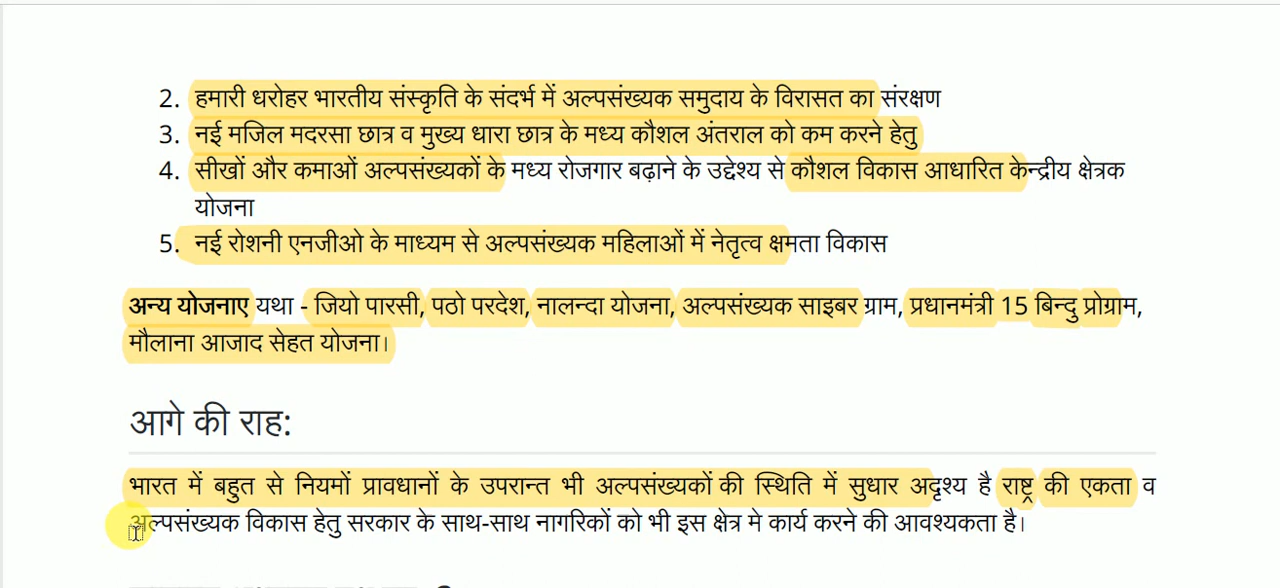 2. हमारी धरोहर भारतीय संस्कृति के संदर्भ में अल्पसंख्यक समुदाय के विरासत का संरक्षण
3. नई मजिल मदरसा छात्र व मुख्य धारा छात्र के मध्य कौशल अंतराल को कम करने हेतु
4. सीखों और कमाओं अल्पसंख्यकों के मध्य रोजगार बढ़ाने के उद्देश्य से कौशल विकास आधारित केन्द्रीय क्षेत्रक
योजना
5. नई रोशनी एनजीओ के माध्यम से अल्पसंख्यक महिलाओं में नेतृत्व क्षमता विकास
अन्य योजनाए यथा - जियो पारसी, पठो परदेश, नालन्दा योजना, अल्पसंख्यक साइबर ग्राम, प्रधानमंत्री 15 बिन्दु प्रोग्राम,
मौलाना आजाद सेहत योजना।
आगे की राह:
भारत में बहुत से नियमों प्रावधानों के उपरान्त भी अल्पसंख्यकों की स्थिति में सुधार अदृश्य है राष्ट्र की एकता व
अल्पसंख्यक विकास हेतु सरकार के साथ-साथ नागरिकों को भी इस क्षेत्र मे कार्य करने की आवश्यकता है।